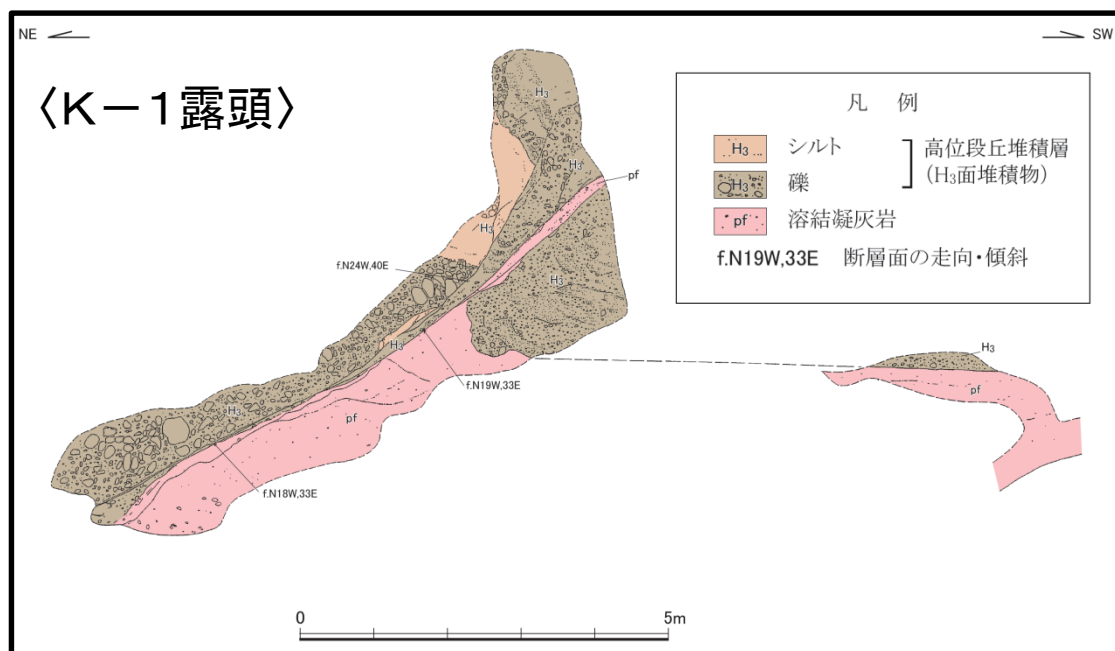 NE
SW
〈K－1露頭〉
凡 例
H3 シルト
H3 礫
高位段丘堆積層
(H3面堆積物)
pf 溶結凝灰岩
f.N19W,33E 断層面の走向・傾斜
H3
H3
pf
H3
H3
f.N24W,40E
H3
H3
H3
f.N19W,33E
pf
pf
H3
f.N18W,33E
0
5m